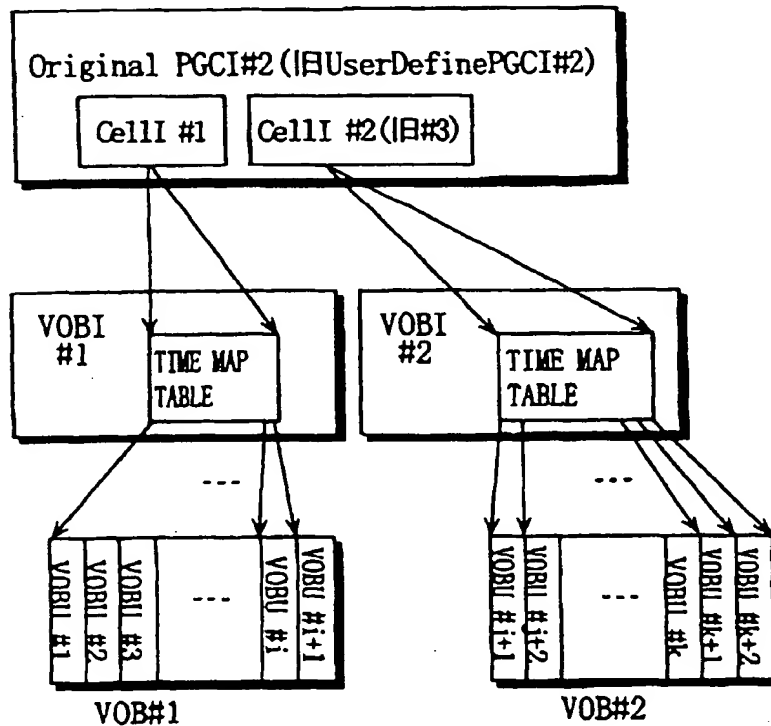 Original PGCI#2(旧UserDefinePGCI#2)
CellI #1
CellI #2(旧#3)
VOBI
#1
TIME MAP
TABLE
VOBI
#2
TIME MAP
TABLE
---
---
VOBU #1
VOBU #2
VOBU #3
---
VOBU #i
VOBU #i+1
VOBU #j+1
VOBU #j+2
---
VOBU #k
VOBU #k+1
VOBU #k+2
VOB#1
VOB#2